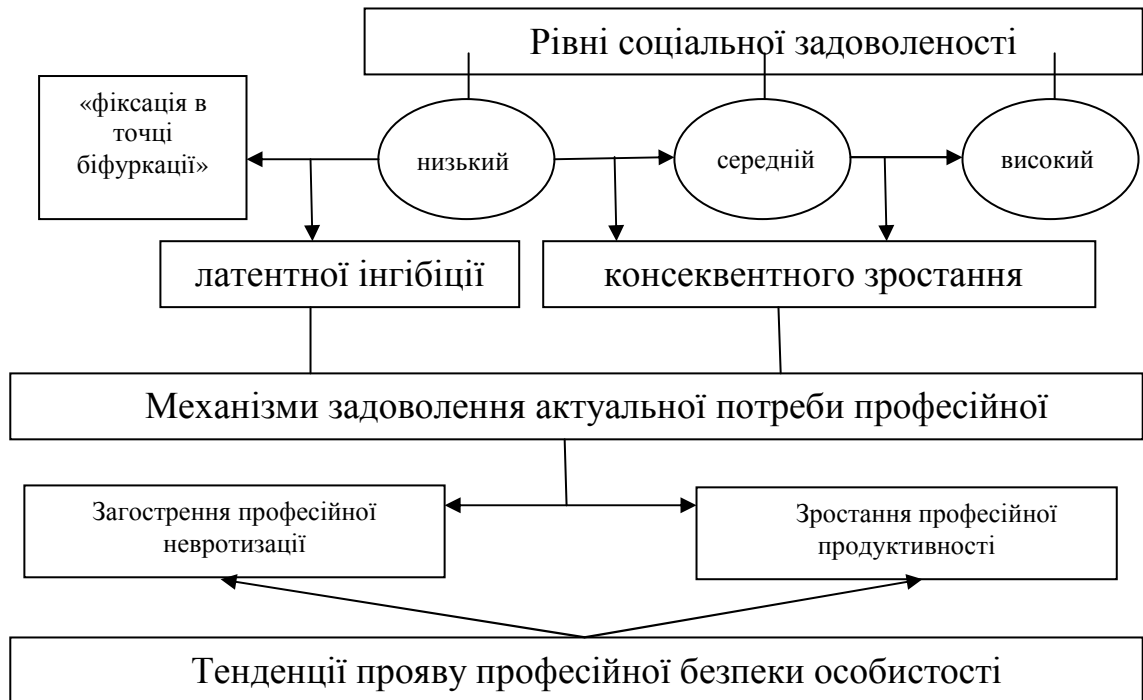 Рівні соціальної задоволеності
«фіксація в
точці
біфуркації»
низький
середній
високий
латентної інгібіції
консеквентного зростання
Механізми задоволення актуальної потреби професійної
Загострення професійної
невротизації
Зростання професійної
продуктивності
Тенденції прояву професійної безпеки особистості